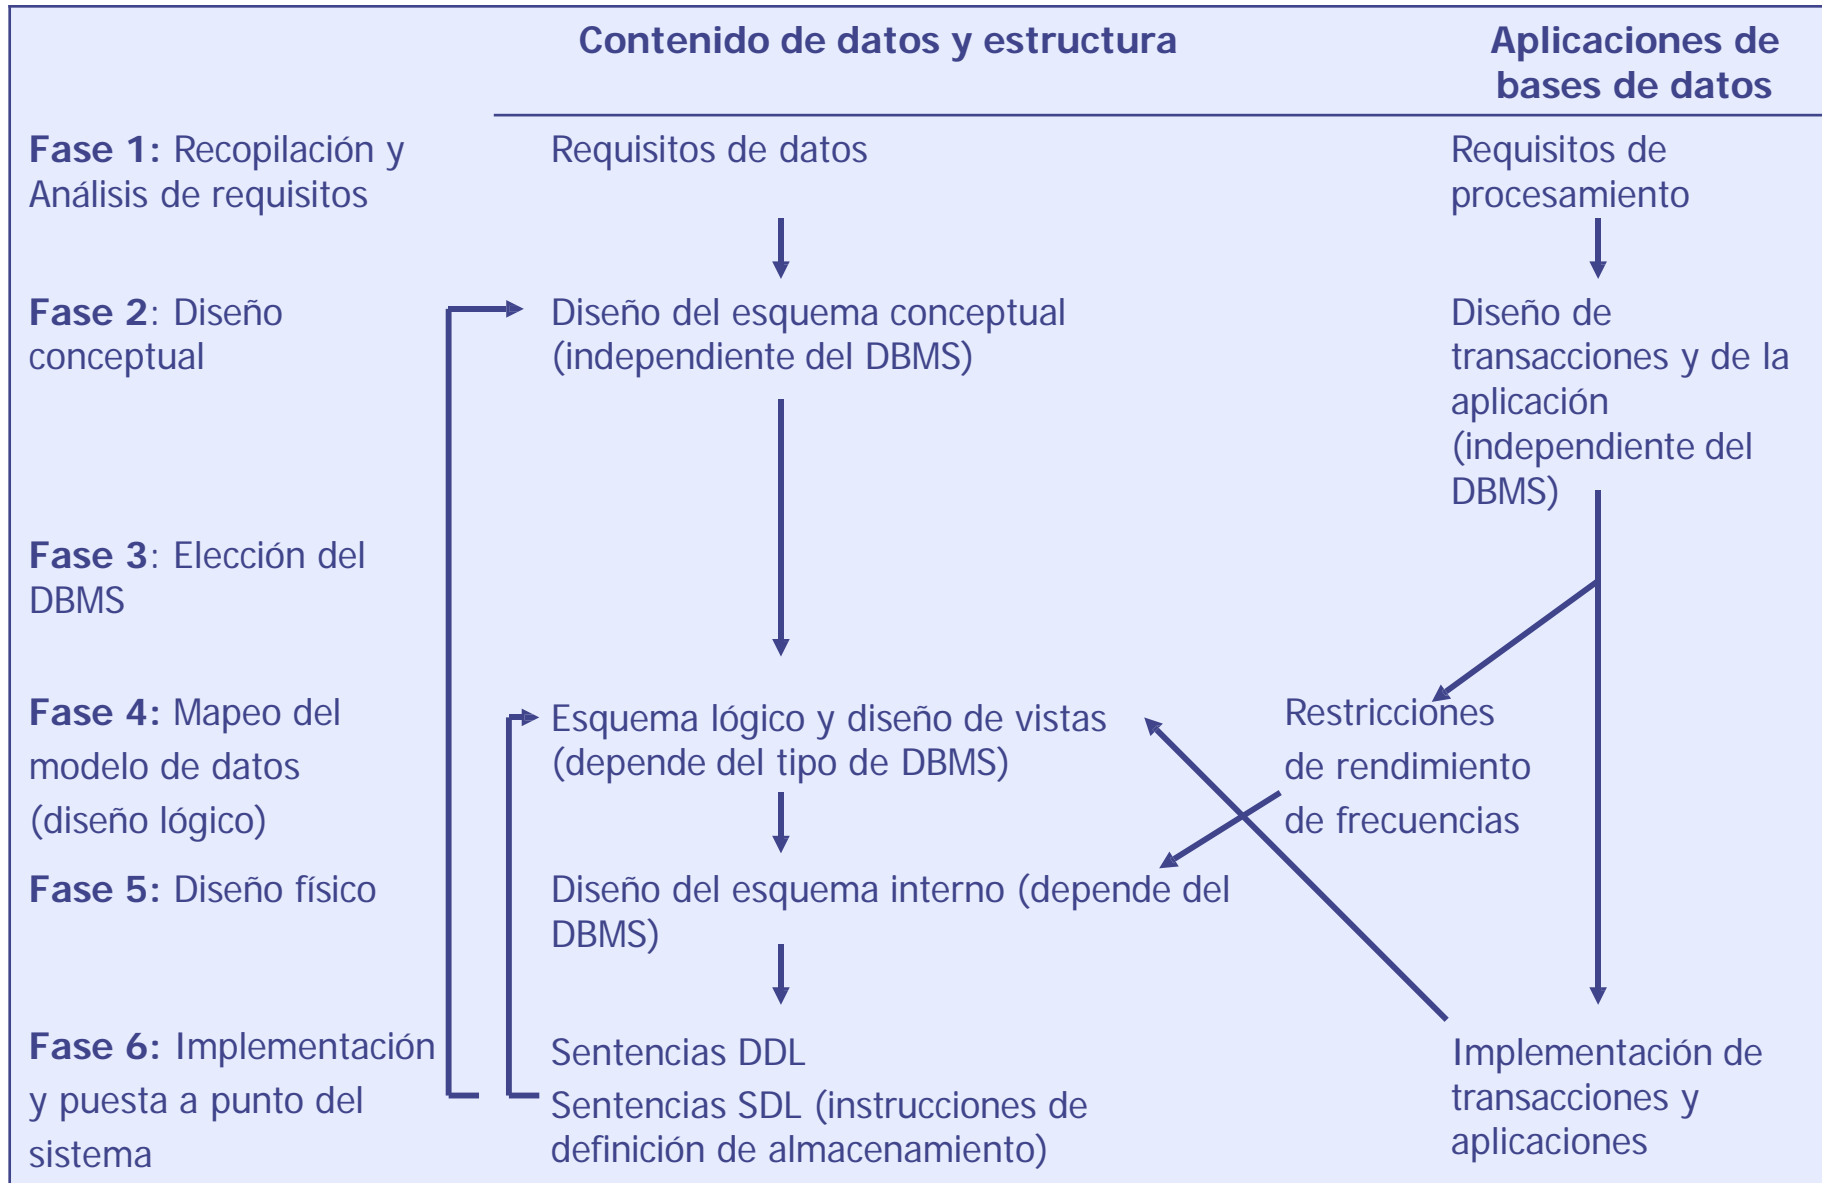 Contenido de datos y estructura
Aplicaciones de
bases de datos
Fase 1: Recopilación y
Análisis de requisitos
Requisitos de datos
Requisitos de
procesamiento
Fase 2: Diseño
conceptual
Diseño del esquema conceptual
(independiente del DBMS)
Diseño de
transacciones y de la
aplicación
(independiente del
DBMS)
Fase 3: Elección del
DBMS
Fase 4: Mapeo del
modelo de datos
(diseño lógico)
Esquema lógico y diseño de vistas
(depende del tipo de DBMS)
Restricciones
de rendimiento
de frecuencias
Fase 5: Diseño físico
Diseño del esquema interno (depende del
DBMS)
Fase 6: Implementación
y puesta a punto del
sistema
Sentencias DDL
Sentencias SDL (instrucciones de
definición de almacenamiento)
Implementación de
transacciones y
aplicaciones